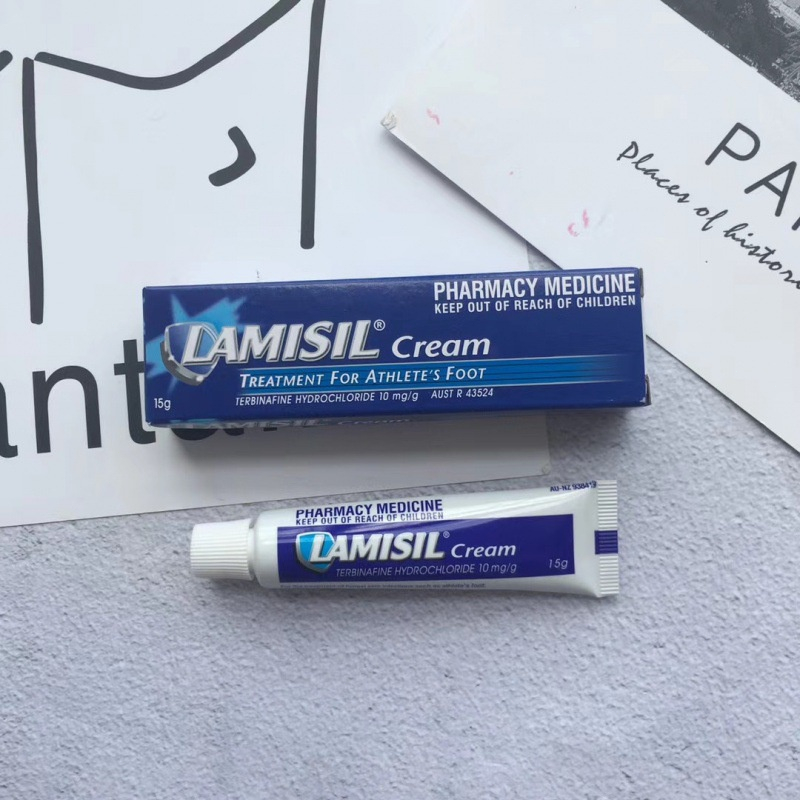 PA
Places of histor
ant
PHARMACY MEDICINE
KEEP OUT OF REACH OF CHILDREN
LAMISIL® Cream
TREATMENT FOR ATHLETE'S FOOT
TERBINAFINE HYDROCHLORIDE 10 mg/g AUST R 43524
15g
LAMISIL Cream
PHARMACY MEDICINE
KEEP OUT OF REACH OF CHILDREN
LAMISIL® Cream
TERBINAFINE HYDROCHLORIDE 10 mg/g
15g